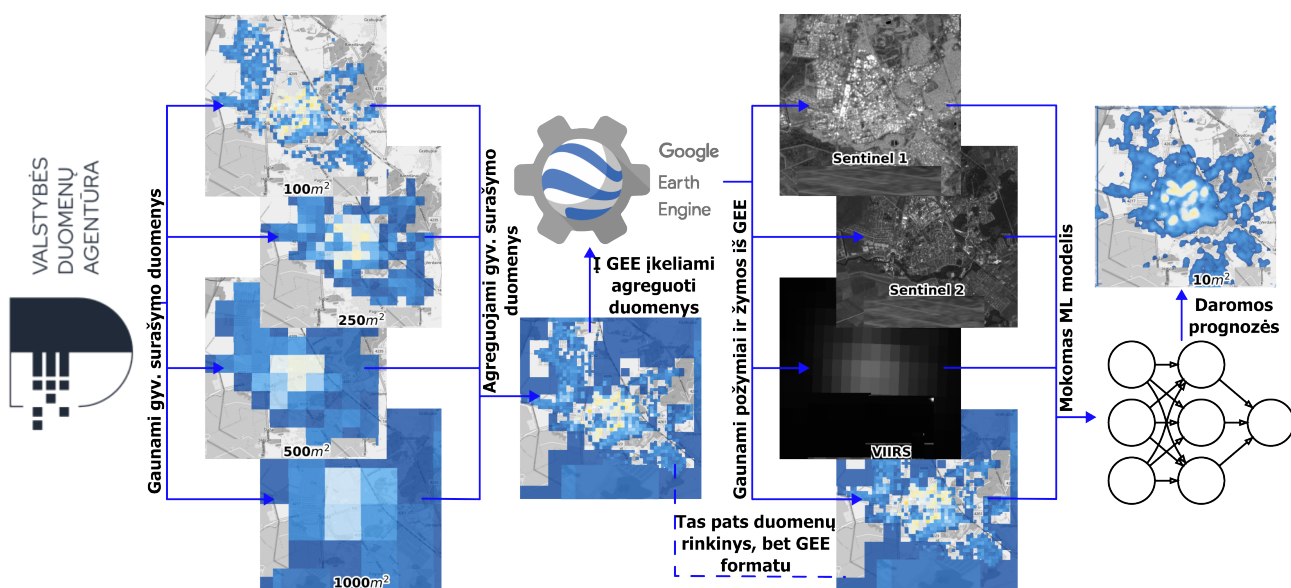 VALSTYBĖS
DUOMENŲ
AGENTŪRA
Gaunami gyv. surašymo duomenys
100m²
250m²
500m²
1000m²
Agreguojami gyv. surašymo
duomenys
Google
Earth
Engine
Į GEE įkeliami
agreguoti
duomenys
Gaunami požymiai ir žymos iš GEE
Sentinel 1
Sentinel 2
VIIRS
Tas pats duomenų
rinkinys, bet GEE
formatu
Mokomas ML modelis
10m²
Daromos
prognozės